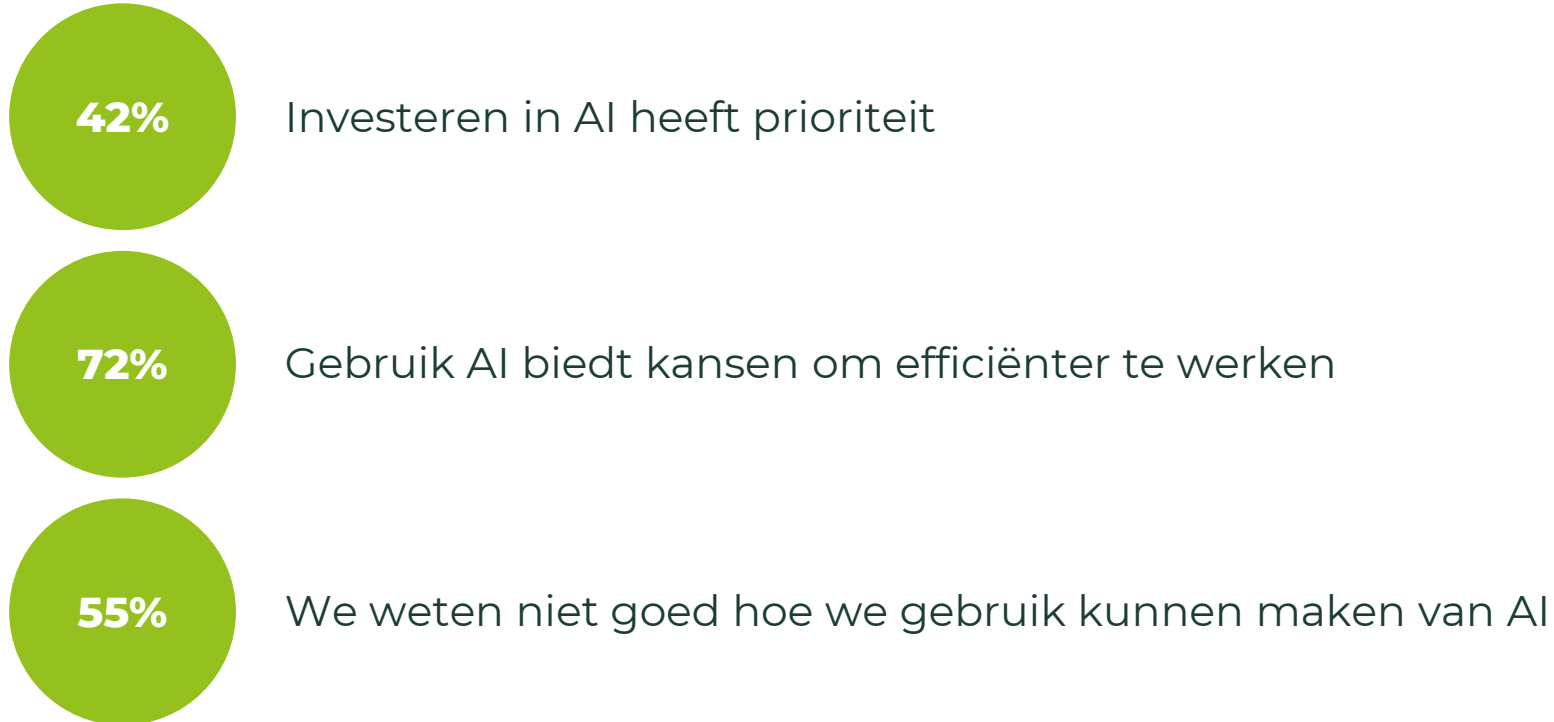 42%
Investeren in AI heeft prioriteit
72%
Gebruik AI biedt kansen om efficiënter te werken
55%
We weten niet goed hoe we gebruik kunnen maken van AI